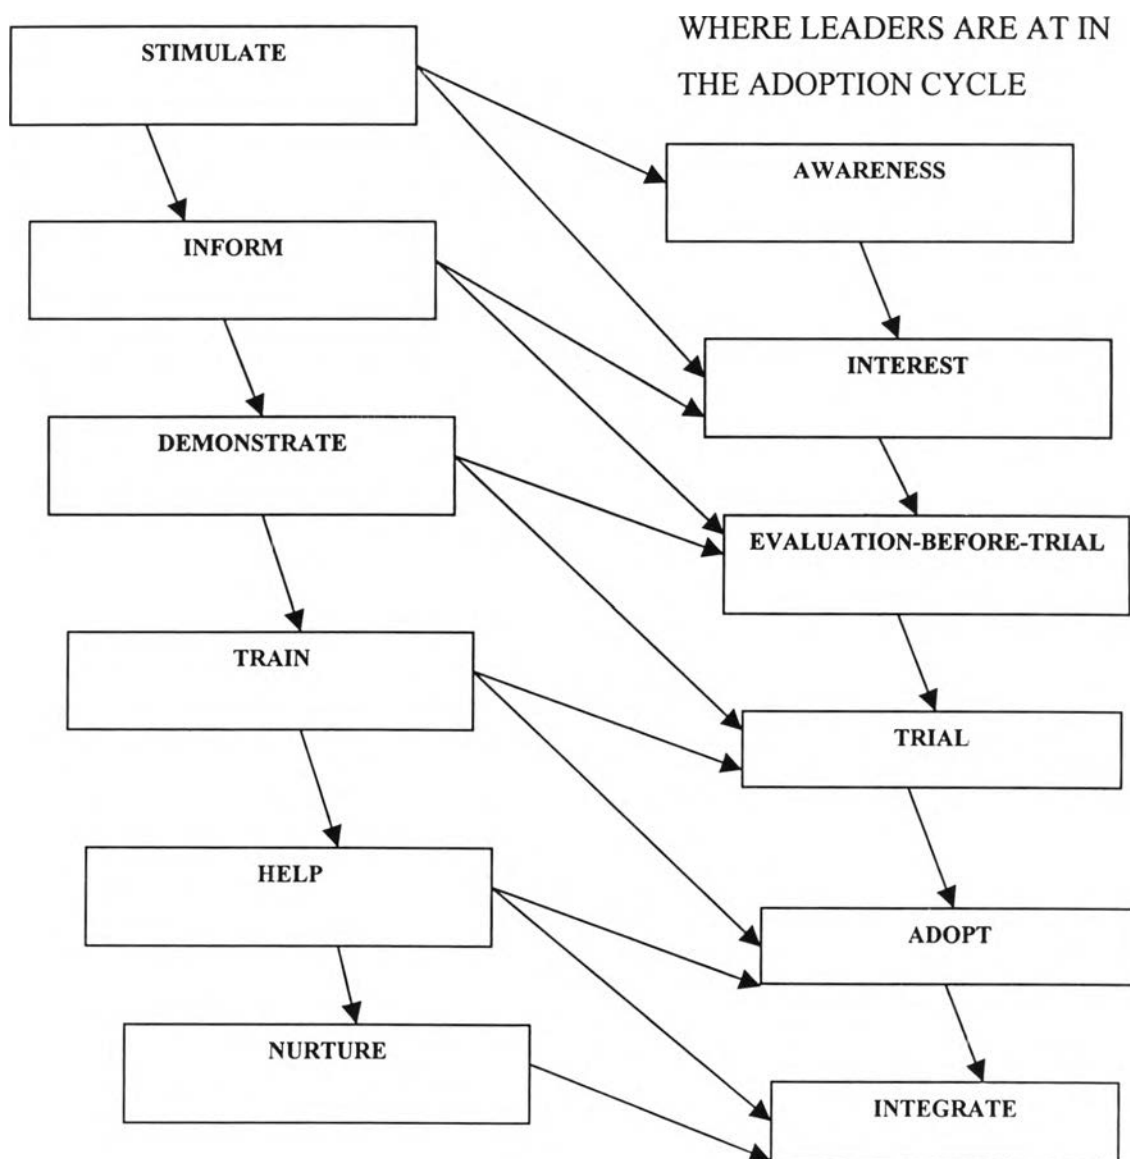 WHERE LEADERS ARE AT IN
THE ADOPTION CYCLE
STIMULATE
INFORM
DEMONSTRATE
TRAIN
HELP
NURTURE
AWARENESS
INTEREST
EVALUATION-BEFORE-TRIAL
TRIAL
ADOPT
INTEGRATE